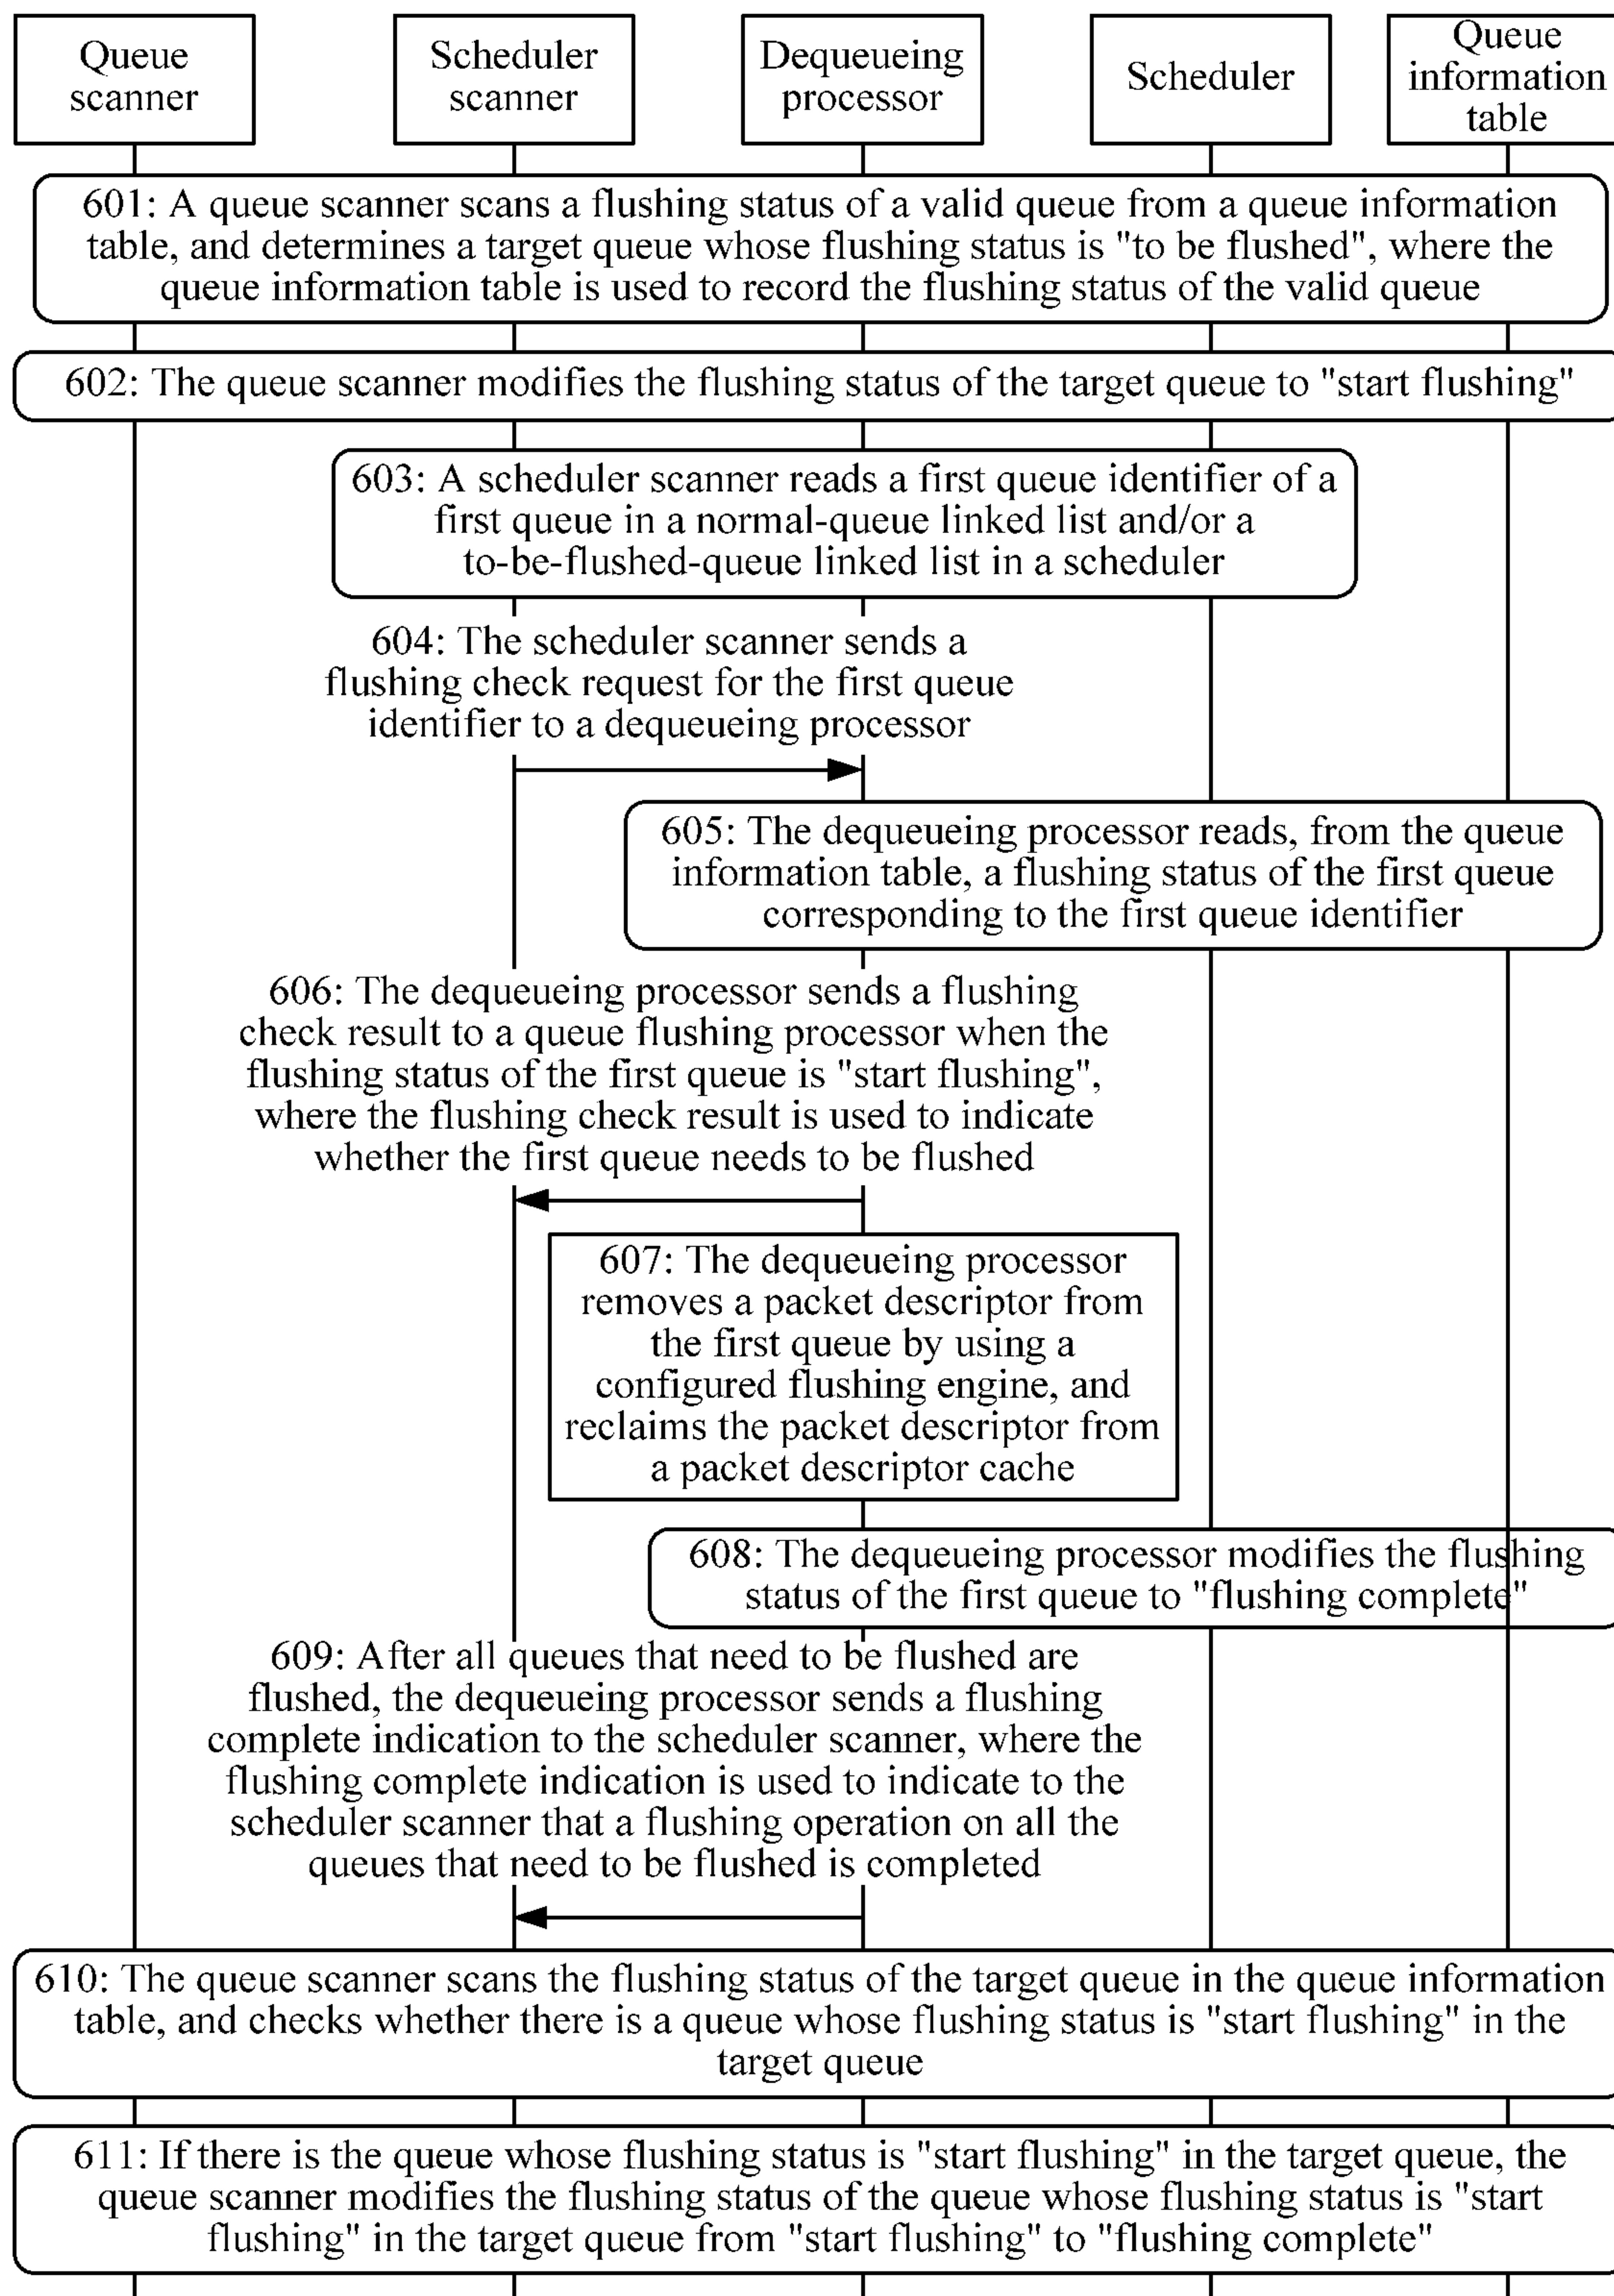 Queue
scanner
Scheduler
scanner
Dequeueing
processor
Scheduler
Queue
information
table
601: A queue scanner scans a flushing status of a valid queue from a queue information
table, and determines a target queue whose flushing status is "to be flushed", where the
queue information table is used to record the flushing status of the valid queue
602: The queue scanner modifies the flushing status of the target queue to "start flushing"
603: A scheduler scanner reads a first queue identifier of a
first queue in a normal-queue linked list and/or a
to-be-flushed-queue linked list in a scheduler
604: The scheduler scanner sends a
flushing check request for the first queue
identifier to a dequeueing processor
605: The dequeueing processor reads, from the queue
information table, a flushing status of the first queue
corresponding to the first queue identifier
606: The dequeueing processor sends a flushing
check result to a queue flushing processor when the
flushing status of the first queue is "start flushing",
where the flushing check result is used to indicate
whether the first queue needs to be flushed
607: The dequeueing processor
removes a packet descriptor from
the first queue by using a
configured flushing engine, and
reclaims the packet descriptor from
a packet descriptor cache
608: The dequeueing processor modifies the flushing
status of the first queue to "flushing complete"
609: After all queues that need to be flushed are
flushed, the dequeueing processor sends a flushing
complete indication to the scheduler scanner, where the
flushing complete indication is used to indicate to the
scheduler scanner that a flushing operation on all the
queues that need to be flushed is completed
610: The queue scanner scans the flushing status of the target queue in the queue information
table, and checks whether there is a queue whose flushing status is "start flushing" in the
target queue
611: If there is the queue whose flushing status is "start flushing" in the target queue, the
queue scanner modifies the flushing status of the queue whose flushing status is "start
flushing" in the target queue from "start flushing" to "flushing complete"